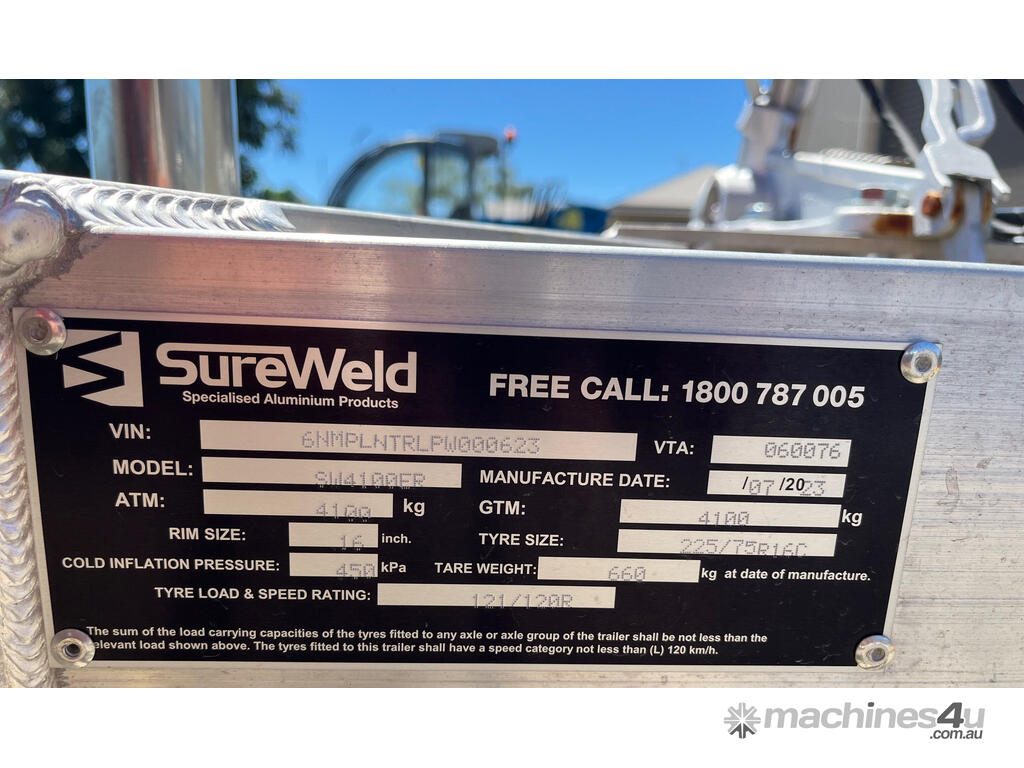 SureWeld
Specialised Aluminium Products
FREE CALL: 1800 787 005
VIN: 6NMPLNTRLPW000623 VTA: 060076
MODEL: SW4100ER MANUFACTURE DATE: /07 /2023
ATM: 4100 kg GTM: 4100 kg
RIM SIZE: 16 inch. TYRE SIZE: 225/75R16C
COLD INFLATION PRESSURE: 450 kPa TARE WEIGHT: 660 kg at date of manufacture.
TYRE LOAD & SPEED RATING: 121/120R
The sum of the load carrying capacities of the tyres fitted to any axle or axle group of the trailer shall be not less than the
relevant load shown above. The tyres fitted to this trailer shall have a speed category not less than (L) 120 km/h.
machines4u
.com.au